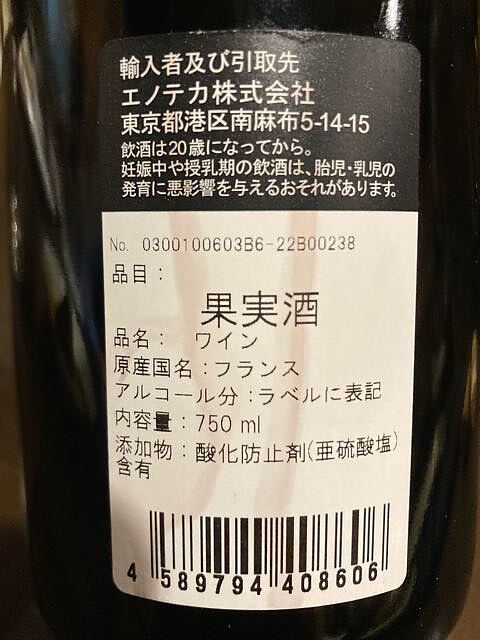 輸入者及び引取先
エノテカ株式会社
東京都港区南麻布5-14-15
飲酒は20歳になってから。
妊娠中や授乳期の飲酒は、胎児・乳児の
発育に悪影響を与えるおそれがあります。
No. 0300100603B6-22B00238
品目：
果実酒
品名： ワイン
原産国名：フランス
アルコール分：ラベルに表記
内容量：750 ml
添加物：酸化防止剤(亜硫酸塩)
含有
4 589794 408606